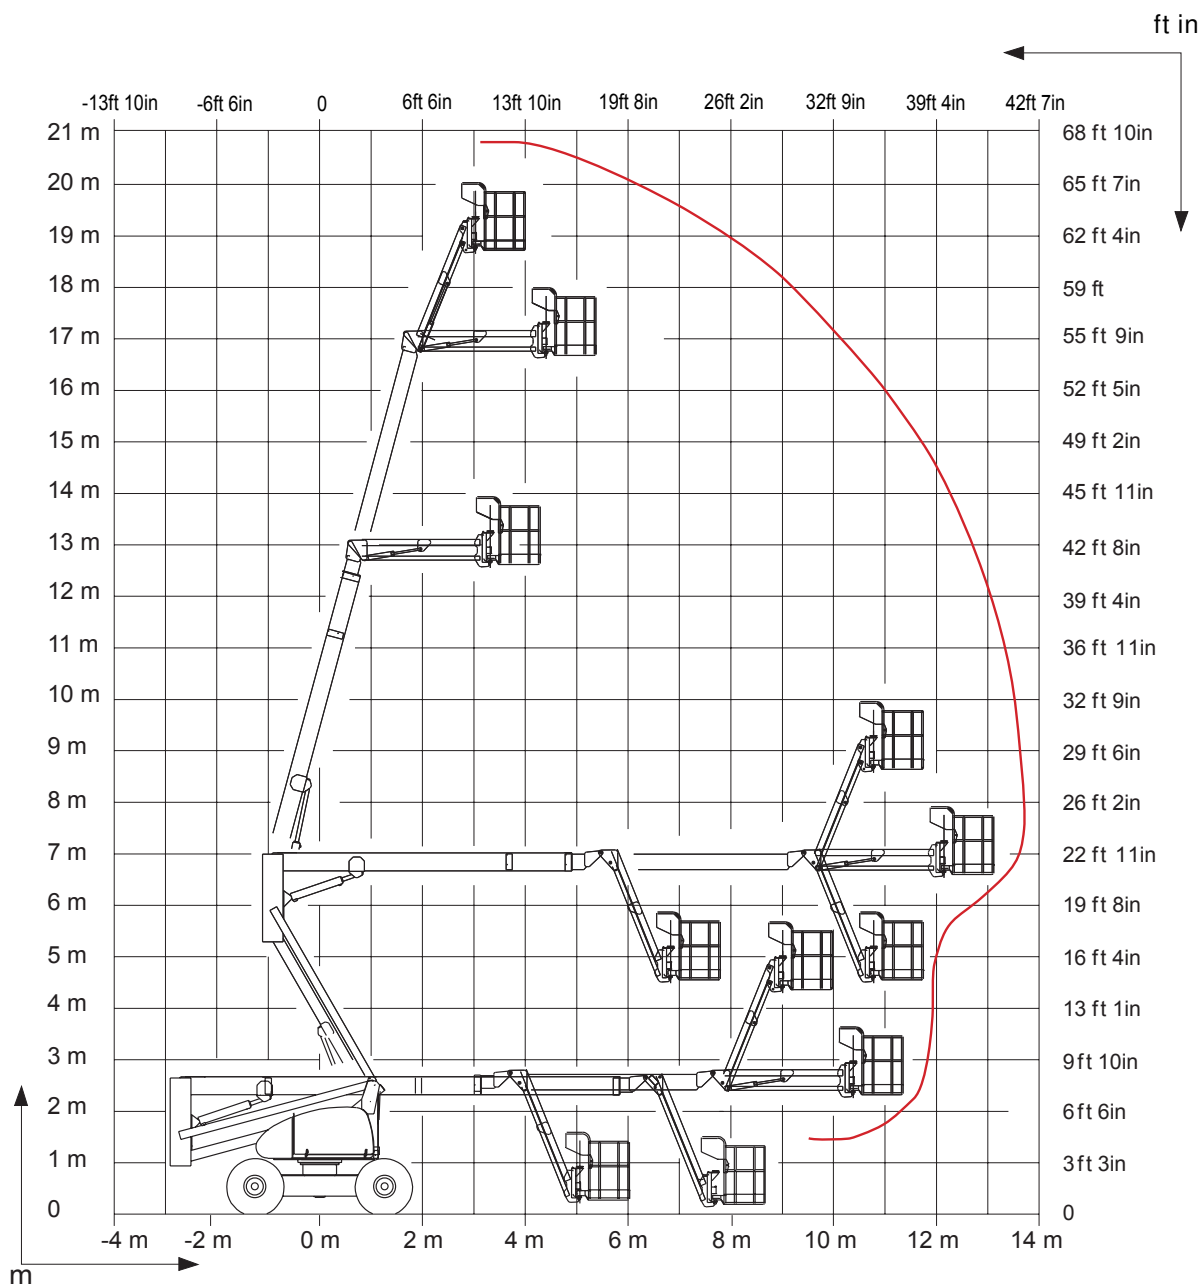 ft in
-13ft 10in -6ft 6in 0 6ft 6in 13ft 10in 19ft 8in 26ft 2in 32ft 9in 39ft 4in 42ft 7in
21 m 68 ft 10in
20 m 65 ft 7in
19 m 62 ft 4in
18 m 59 ft
17 m 55 ft 9in
16 m 52 ft 5in
15 m 49 ft 2in
14 m 45 ft 11in
13 m 42 ft 8in
12 m 39 ft 4in
11 m 36 ft 11in
10 m 32 ft 9in
9 m 29 ft 6in
8 m 26 ft 2in
7 m 22 ft 11in
6 m 19 ft 8in
5 m 16 ft 4in
4 m 13 ft 1in
3 m 9 ft 10in
2 m 6 ft 6in
1 m 3 ft 3in
0 0
-4 m -2 m 0 m 2 m 4 m 6 m 8 m 10 m 12 m 14 m
m